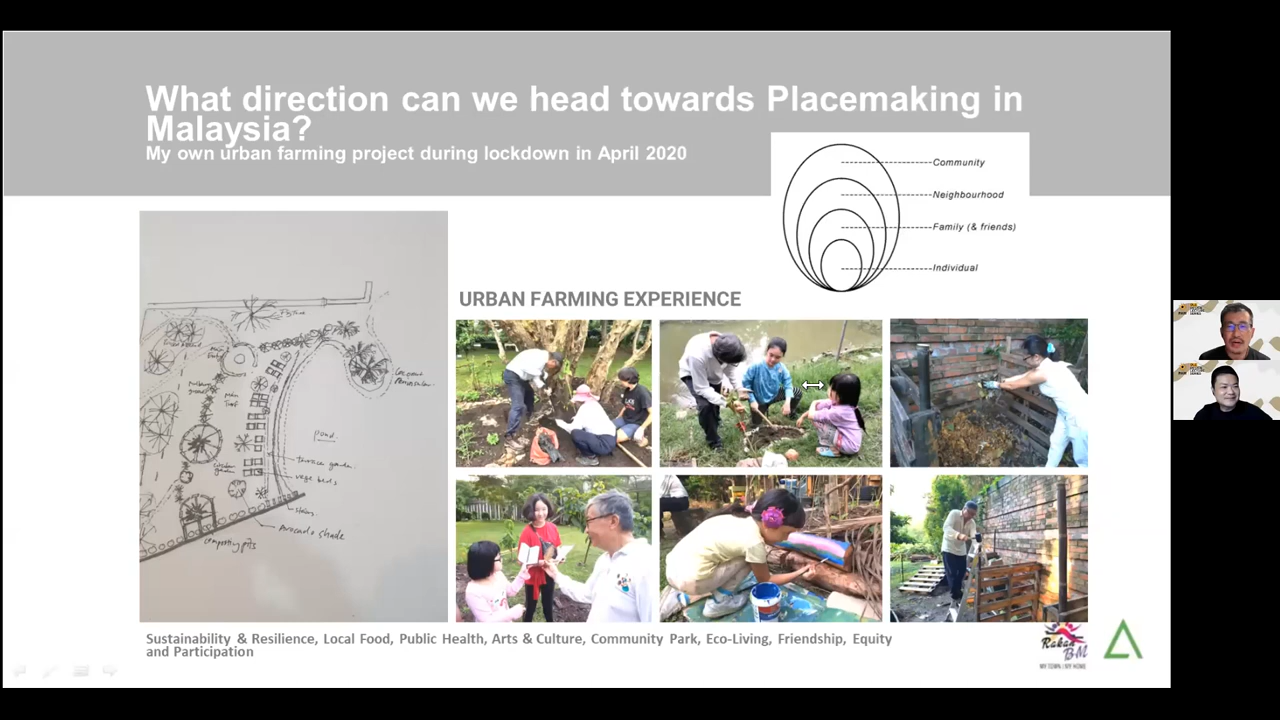 What direction can we head towards Placemaking in
Malaysia?
My own urban farming project during lockdown in April 2020
Community
Neighbourhood
Family (& friends)
Individual
URBAN FARMING EXPERIENCE
pond
terrace garden
vege beds
Avocado shade
composting pits
Sustainability & Resilience, Local Food, Public Health, Arts & Culture, Community Park, Eco-Living, Friendship, Equity
and Participation
Rakan
BM
MY TOWN MY HOME